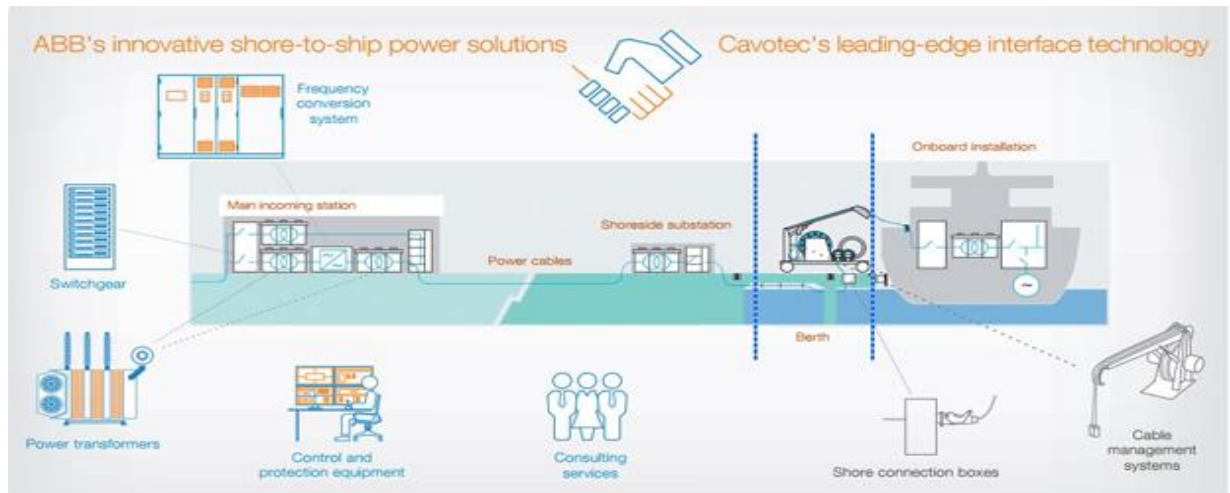 ABB's innovative shore-to-ship power solutions
Cavotec's leading-edge interface technology
Frequency
conversion
system
Onboard installation
Main incoming station
Shoreside substation
Power cables
Switchgear
Berth
Power transformers
Control and
protection equipment
Consulting
services
Shore connection boxes
Cable
management
systems